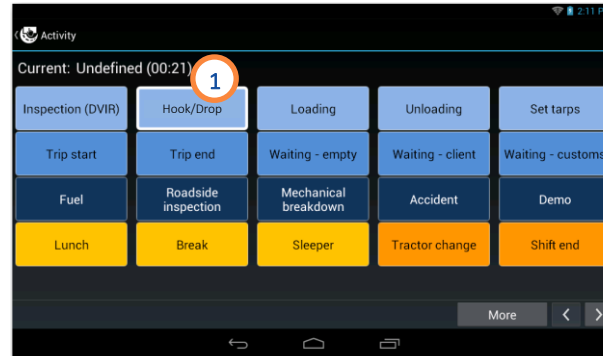 2:11 P
Activity
Current: Undefined (00:21)
1
Inspection (DVIR)
Hook/Drop
Loading
Unloading
Set tarps
Trip start
Trip end
Waiting - empty
Waiting - client
Waiting - customs
Fuel
Roadside
inspection
Mechanical
breakdown
Accident
Demo
Lunch
Break
Sleeper
Tractor change
Shift end
More